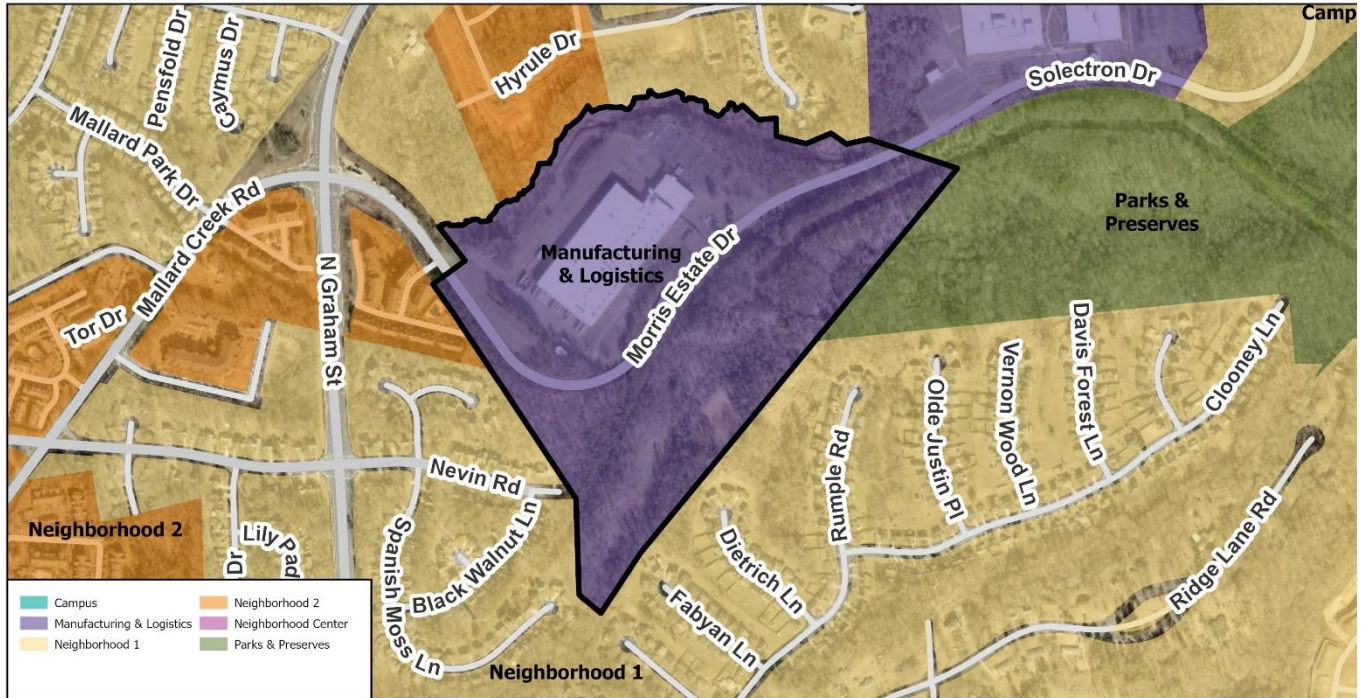 Camp
Pensfold Dr
Caymus Dr
Hyrule Dr
Solectron Dr
Mallard Park Dr
Mallard Creek Rd
Parks &
Preserves
Manufacturing
& Logistics
Morris Estate Dr
Tor Dr
N Graham St
Nevin Rd
Rumple Rd
Olde Justin Pl
Vernon Wood Ln
Davis Forest Ln
Clooney Ln
Neighborhood 2
Dr
Lily Pad
Spanish Moss Ln
Black Walnut Ln
Dietrich Ln
Fabyan Ln
Ridge Lane Rd
Neighborhood 1
Campus
Manufacturing & Logistics
Neighborhood 1
Neighborhood 2
Neighborhood Center
Parks & Preserves